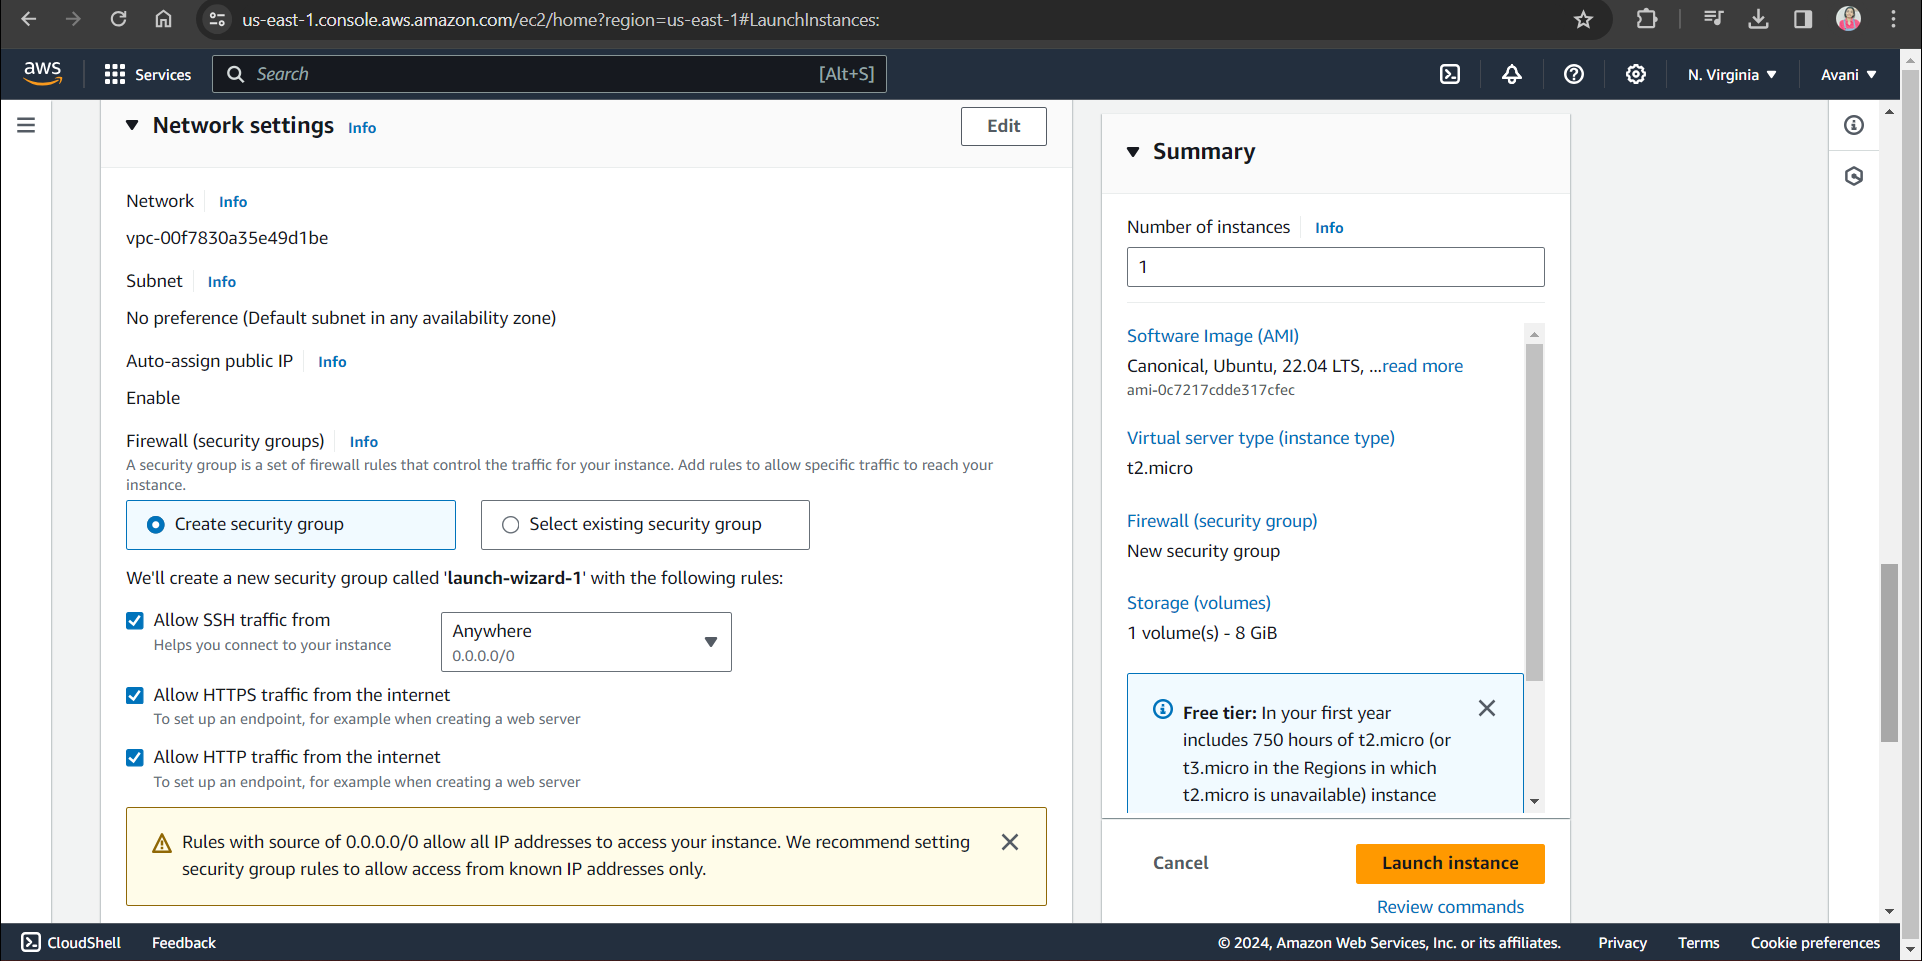 us-east-1.console.aws.amazon.com/ec2/home?region=us-east-1#LaunchInstances:
aws
Services
Search
[Alt+S]
N. Virginia
Avani
Network settings
Info
Edit
Network
Info
vpc-00f7830a35e49d1be
Subnet
Info
No preference (Default subnet in any availability zone)
Auto-assign public IP
Info
Enable
Firewall (security groups)
Info
A security group is a set of firewall rules that control the traffic for your instance. Add rules to allow specific traffic to reach your
instance.
Create security group
Select existing security group
We'll create a new security group called 'launch-wizard-1' with the following rules:
Allow SSH traffic from
Helps you connect to your instance
Anywhere
0.0.0.0/0
Allow HTTPS traffic from the internet
To set up an endpoint, for example when creating a web server
Allow HTTP traffic from the internet
To set up an endpoint, for example when creating a web server
Rules with source of 0.0.0.0/0 allow all IP addresses to access your instance. We recommend setting
security group rules to allow access from known IP addresses only.
Summary
Number of instances
Info
1
Software Image (AMI)
Canonical, Ubuntu, 22.04 LTS, ...read more
ami-0c7217cdde317cfec
Virtual server type (instance type)
t2.micro
Firewall (security group)
New security group
Storage (volumes)
1 volume(s) - 8 GiB
Free tier: In your first year
includes 750 hours of t2.micro (or
t3.micro in the Regions in which
t2.micro is unavailable) instance
Cancel
Launch instance
Review commands
CloudShell
Feedback
© 2024, Amazon Web Services, Inc. or its affiliates.
Privacy
Terms
Cookie preferences